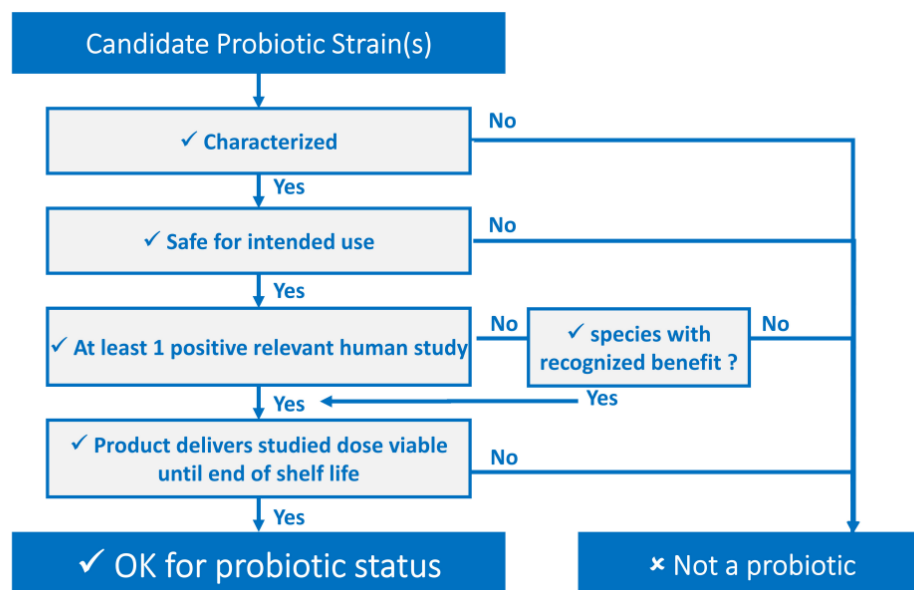 Candidate Probiotic Strain(s)
No
✓ Characterized
Yes
No
✓ Safe for intended use
Yes
No
✓ species with
recognized benefit ?
No
✓ At least 1 positive relevant human study
Yes
Yes
✓ Product delivers studied dose viable
until end of shelf life
No
Yes
✓ OK for probiotic status
✗ Not a probiotic